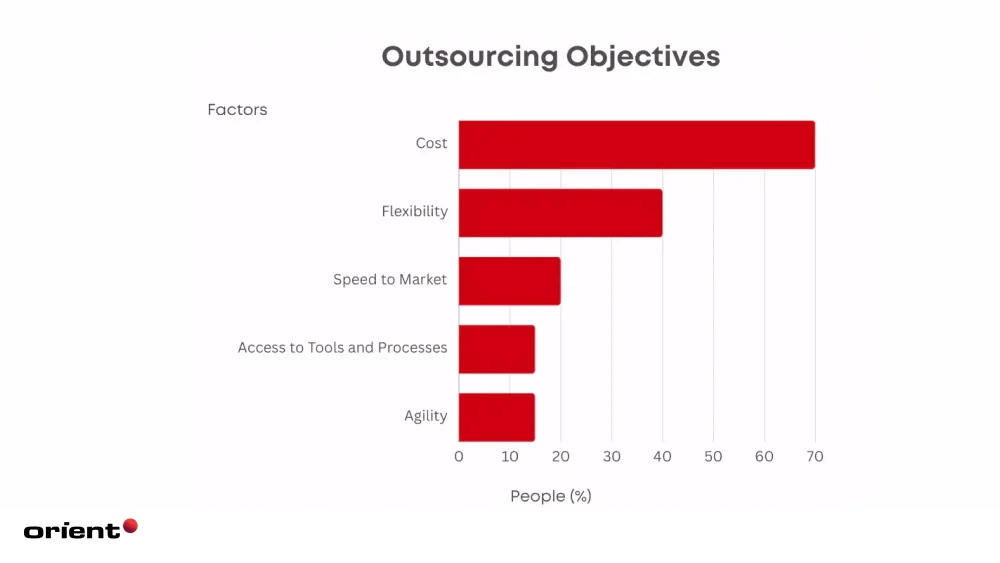 Outsourcing Objectives
Factors
Cost
Flexibility
Speed to Market
Access to Tools and Processes
Agility
0 10 20 30 40 50 60 70
People (%)
orient